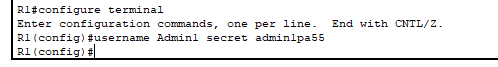 R1#configure terminal
Enter configuration commands, one per line.  End with CNTL/Z.
R1(config)#username Admin1 secret admin1pa55
R1(config)#